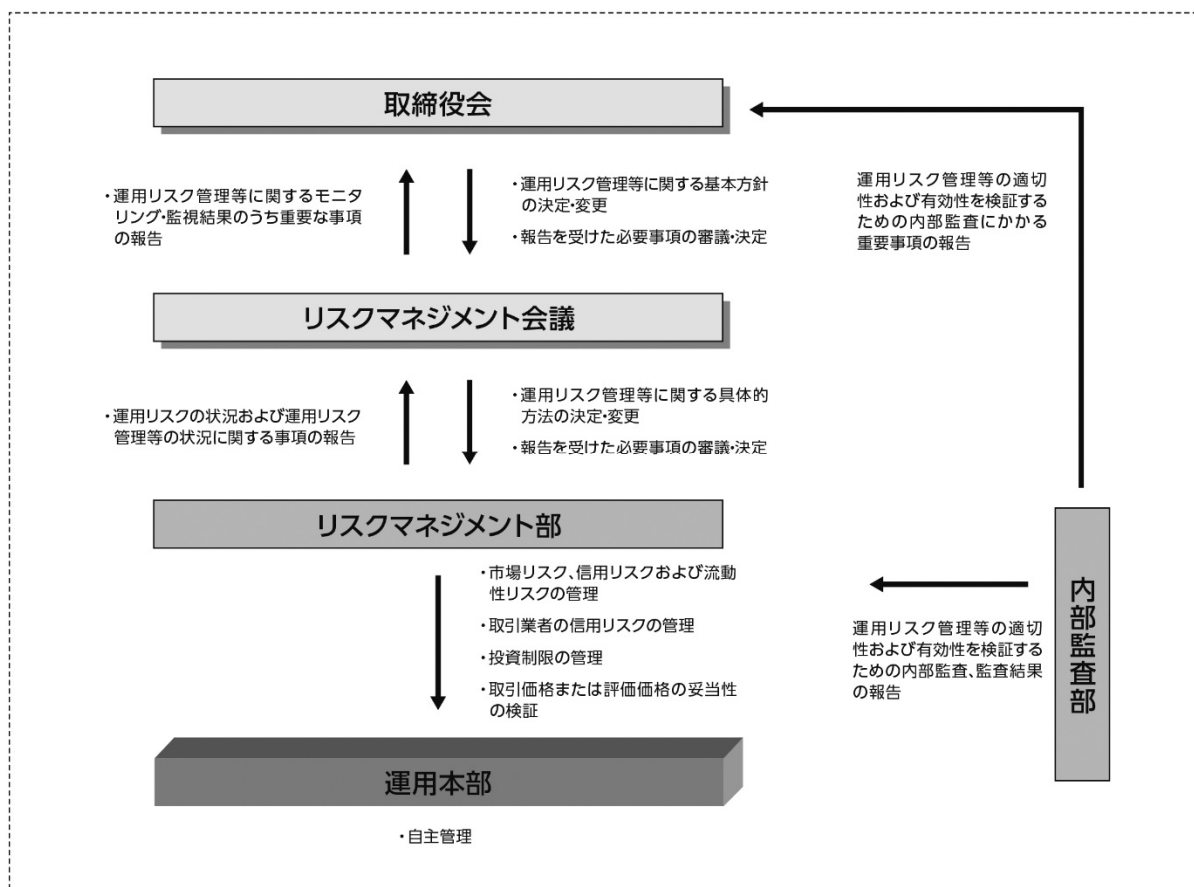 取締役会
・運用リスク管理等に関するモニタ
リング・監視結果のうち重要な事項
の報告
・運用リスク管理等に関する基本方針
の決定・変更
・報告を受けた必要事項の審議・決定
運用リスク管理等の適切
性および有効性を検証す
るための内部監査にかかる
重要事項の報告
リスクマネジメント会議
・運用リスクの状況および運用リスク
管理等の状況に関する事項の報告
・運用リスク管理等に関する具体的
方法の決定・変更
・報告を受けた必要事項の審議・決定
リスクマネジメント部
・市場リスク、信用リスクおよび流動
性リスクの管理
・取引業者の信用リスクの管理
・投資制限の管理
・取引価格または評価価格の妥当性
の検証
運用リスク管理等の適切
性および有効性を検証する
ための内部監査、監査結果
の報告
内部監査部
運用本部
・自主管理